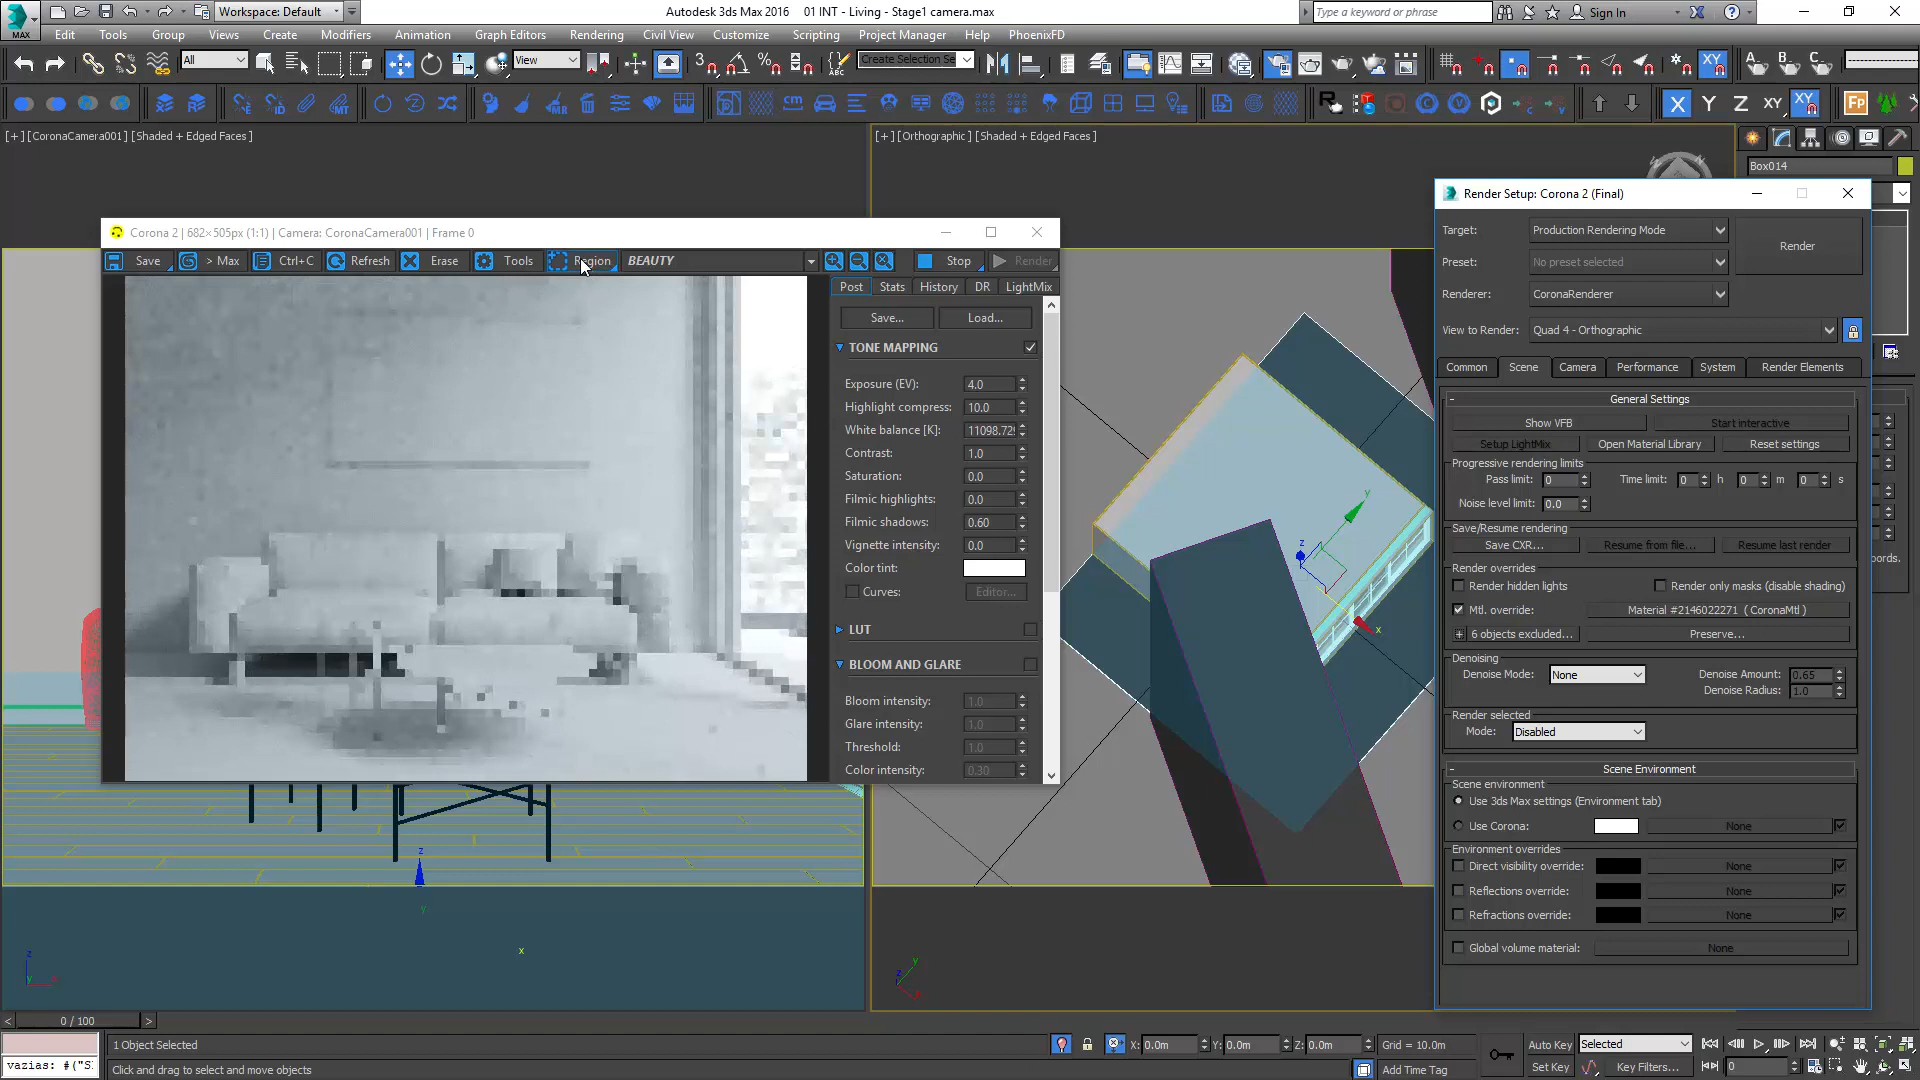 Workspace: Default
Autodesk 3ds Max 2016    01 INT - Living - Stage1 camera.max
Type a keyword or phrase
Sign In
MAX
Edit Tools Group Views Create Modifiers Animation Graph Editors Rendering Civil View Customize Scripting Project Manager Help PhoenixFD
All
View
Create Selection Se
X Y Z XY XY
[+] [CoronaCamera001] [Shaded + Edged Faces]
[+] [Orthographic] [Shaded + Edged Faces]
Box014
Corona 2 | 682×505px (1:1) | Camera: CoronaCamera001 | Frame 0
Save > Max Ctrl+C Refresh Erase Tools Region BEAUTY Stop Render
Post Stats History DR LightMix
Save... Load...
TONE MAPPING
Exposure (EV): 4.0
Highlight compress: 10.0
White balance [K]: 11098.72
Contrast: 1.0
Saturation: 0.0
Filmic highlights: 0.0
Filmic shadows: 0.60
Vignette intensity: 0.0
Color tint:
Curves: Editor...
LUT
BLOOM AND GLARE
Bloom intensity: 1.0
Glare intensity: 1.0
Threshold: 1.0
Color intensity: 0.30
Render Setup: Corona 2 (Final)
Target: Production Rendering Mode
Render
Preset: No preset selected
Renderer: CoronaRenderer
View to Render: Quad 4 - Orthographic
Common Scene Camera Performance System Render Elements
General Settings
Show VFB Start interactive
Setup LightMix Open Material Library Reset settings
Progressive rendering limits
Pass limit: 0 Time limit: 0 h 0 m 0 s
Noise level limit: 0.0
Save/Resume rendering
Save CXR... Resume from file... Resume last render
Render overrides
Render hidden lights Render only masks (disable shading)
Mtl. override: Material #2146022271 ( CoronaMtl )
6 objects excluded... Preserve...
Denoising
Denoise Mode: None Denoise Amount: 0.65
Denoise Radius: 1.0
Render selected
Mode: Disabled
Scene Environment
Scene environment
Use 3ds Max settings (Environment tab)
Use Corona: None
Environment overrides
Direct visibility override: None
Reflections override: None
Refractions override: None
Global volume material: None
oords.
z
y
x
z
y
x
z
y
x
z
y
x
0 / 100
1 Object Selected
X: 0.0m Y: 0.0m Z: 0.0m Grid = 10.0m
Auto Key Selected
vazias: #("S:
Click and drag to select and move objects
Add Time Tag
Set Key Key Filters... 0